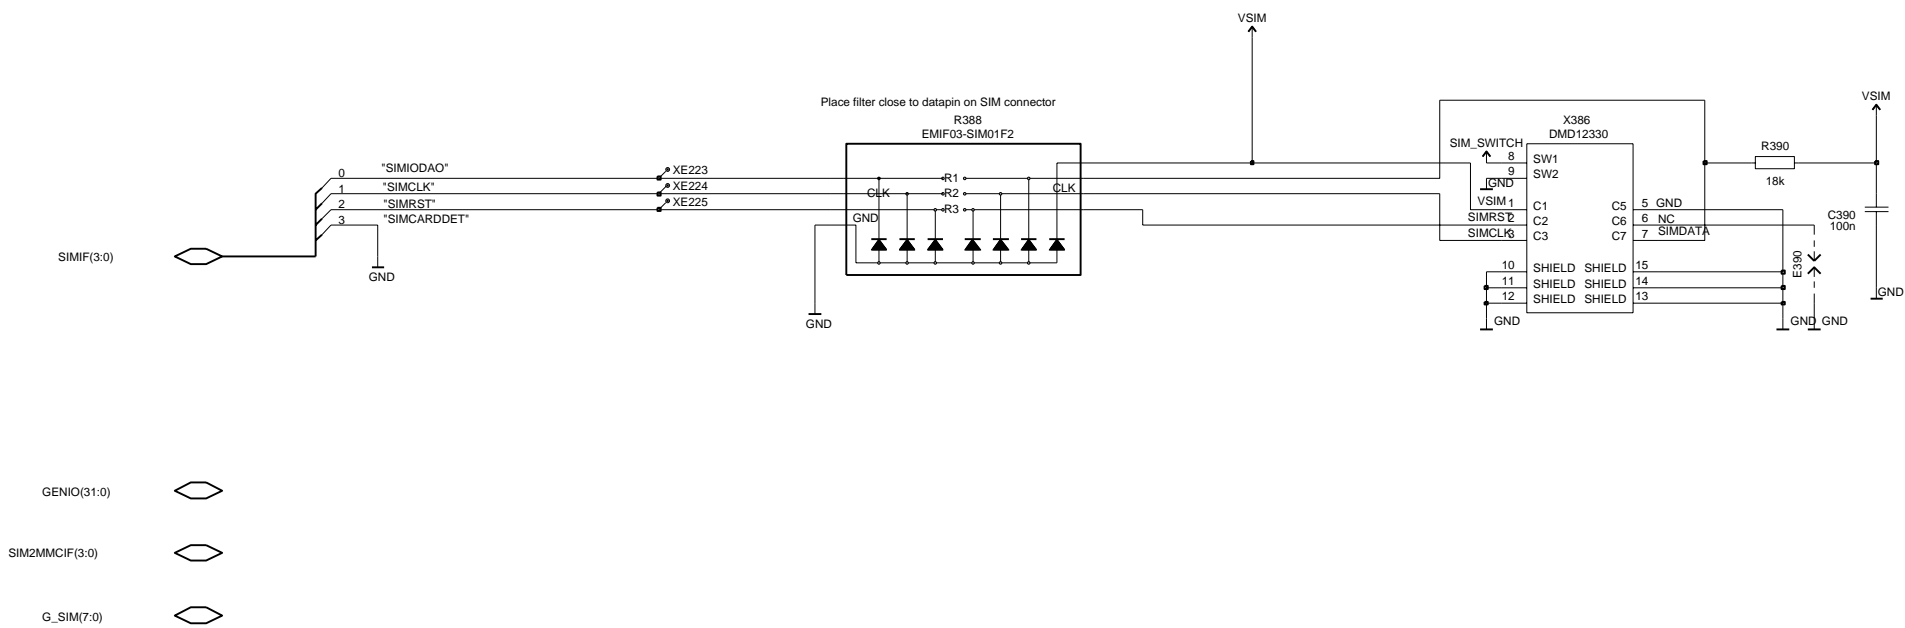 VSIM
VSIM
Place filter close to datapin on SIM connector
R388
EMIF03-SIM01F2
X386
DMD12330
SIM_SWITCH
R390
18k
0 "SIMIODAO"
1 "SIMCLK"
2 "SIMRST"
3 "SIMCARDDET"
GND
SIMIF(3:0)
XE223
XE224
XE225
R1
CLK R2 CLK
R3
GND
GND
8 SW1
9 SW2
GND
VSIM 1 C1
SIMRST 2 C2
SIMCLK 3 C3
C5 5 GND
C6 6 NC
C7 7 SIMDATA
10 SHIELD SHIELD 15
11 SHIELD SHIELD 14
12 SHIELD SHIELD 13
GND
GND
GND
E390
C390
100n
GND
GENIO(31:0)
SIM2MMCIF(3:0)
G_SIM(7:0)